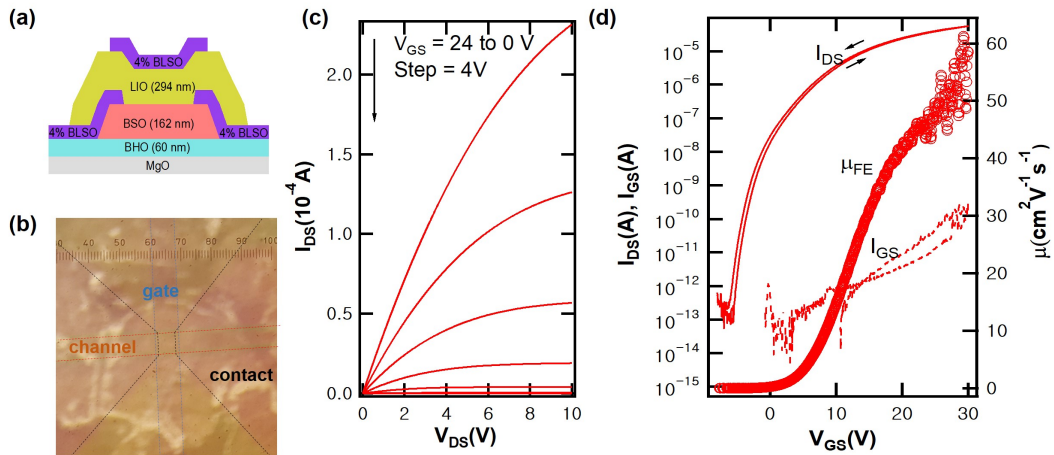 (a)
4% BLSO
LIO (294 nm)
BSO (162 nm)
4% BLSO
4% BLSO
BHO (60 nm)
MgO
(b)
70
80
90
100
gate
channel
contact
(c)
V_GS = 24 to 0 V
Step = 4V
2.0
1.5
1.0
0.5
0.0
I_DS(10^-4 A)
0
2
4
6
8
10
V_DS(V)
(d)
I_DS
μ_FE
I_GS
10^-5
10^-6
10^-7
10^-8
10^-9
10^-10
10^-11
10^-12
10^-13
10^-14
10^-15
I_DS(A), I_GS(A)
0
10
20
30
V_GS(V)
60
50
40
30
20
10
0
μ(cm^2V^-1s^-1)